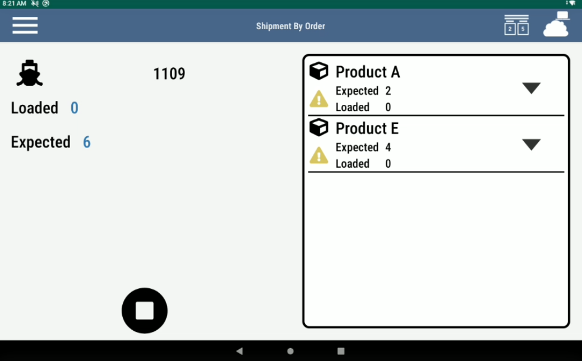 8:21 AM
Shipment By Order
1109
Loaded 0
Expected 6
Product A
Expected 2
Loaded 0
Product E
Expected 4
Loaded 0